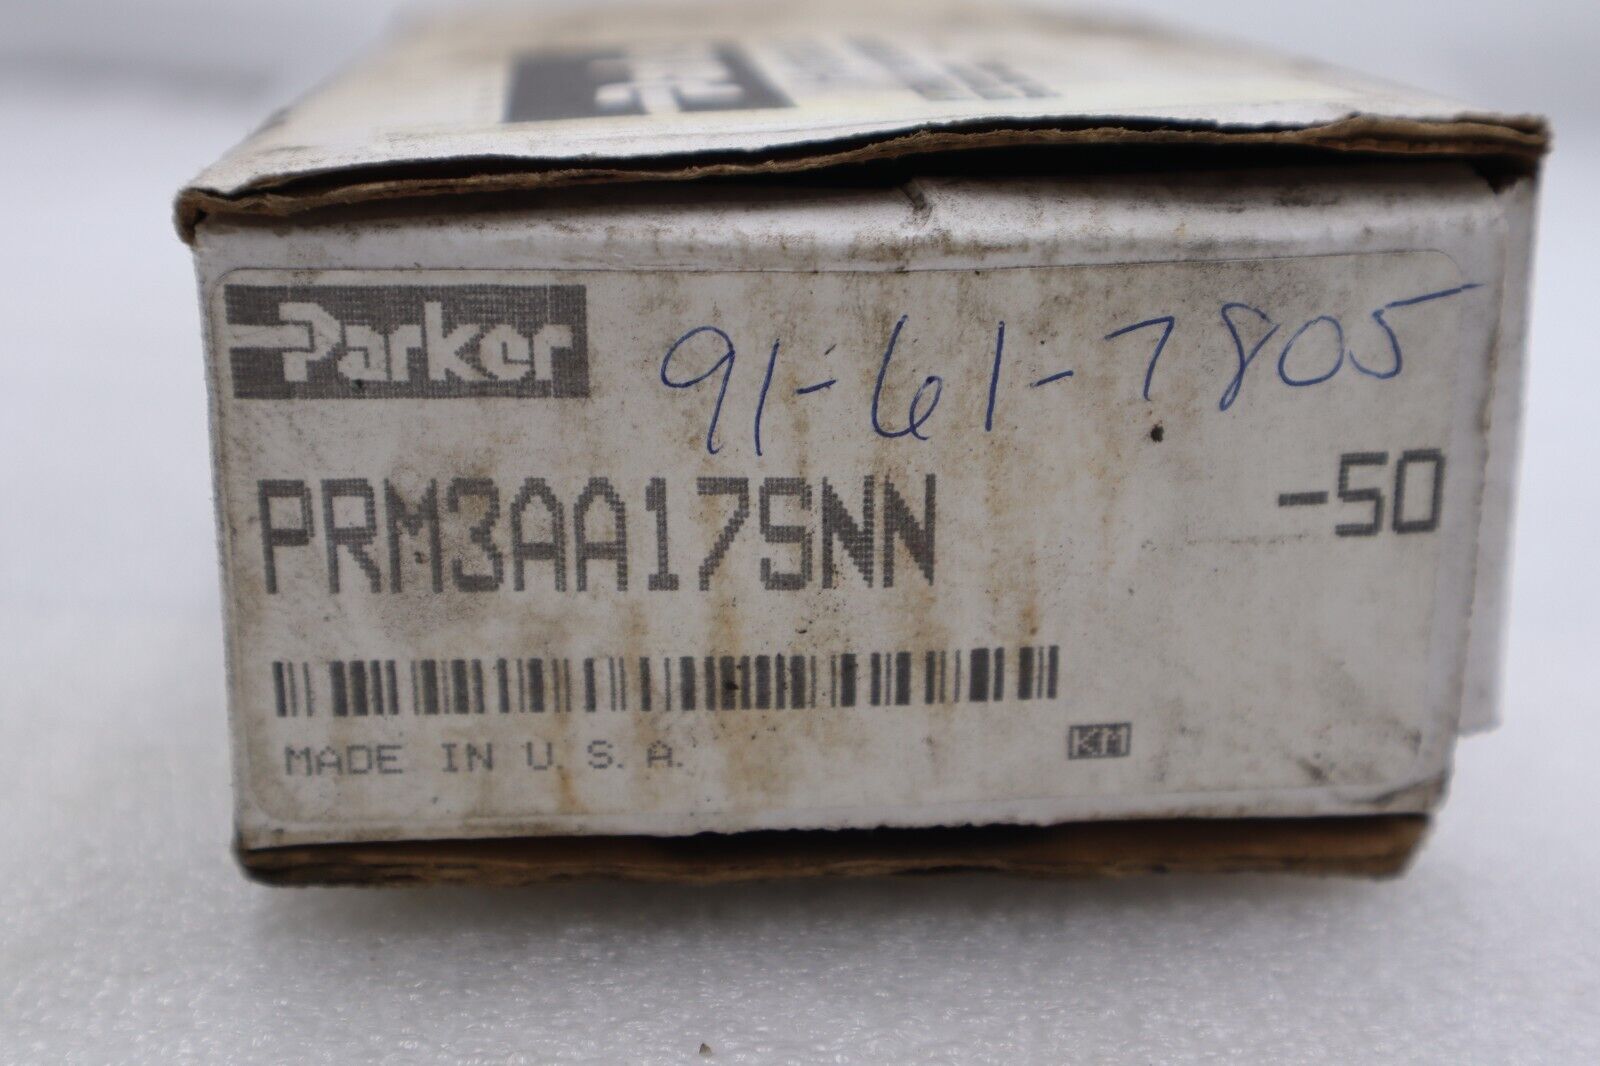 Parker
91-61-7805
PRM3AA17SNN -50
MADE IN U.S.A.
KM